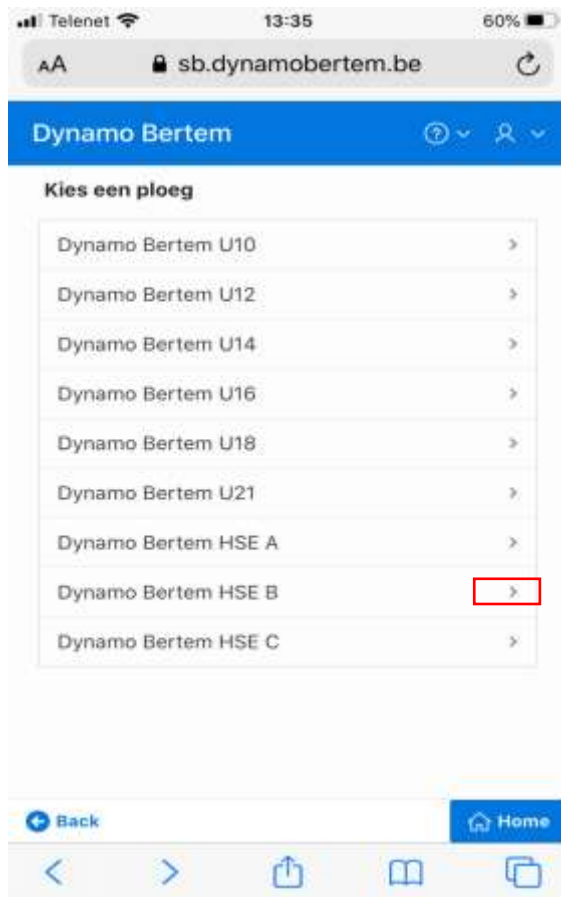 Telenet 13:35 60%
AA sb.dynamobertem.be
Dynamo Bertem
Kies een ploeg
Dynamo Bertem U10
Dynamo Bertem U12
Dynamo Bertem U14
Dynamo Bertem U16
Dynamo Bertem U18
Dynamo Bertem U21
Dynamo Bertem HSE A
Dynamo Bertem HSE B
Dynamo Bertem HSE C
Back Home